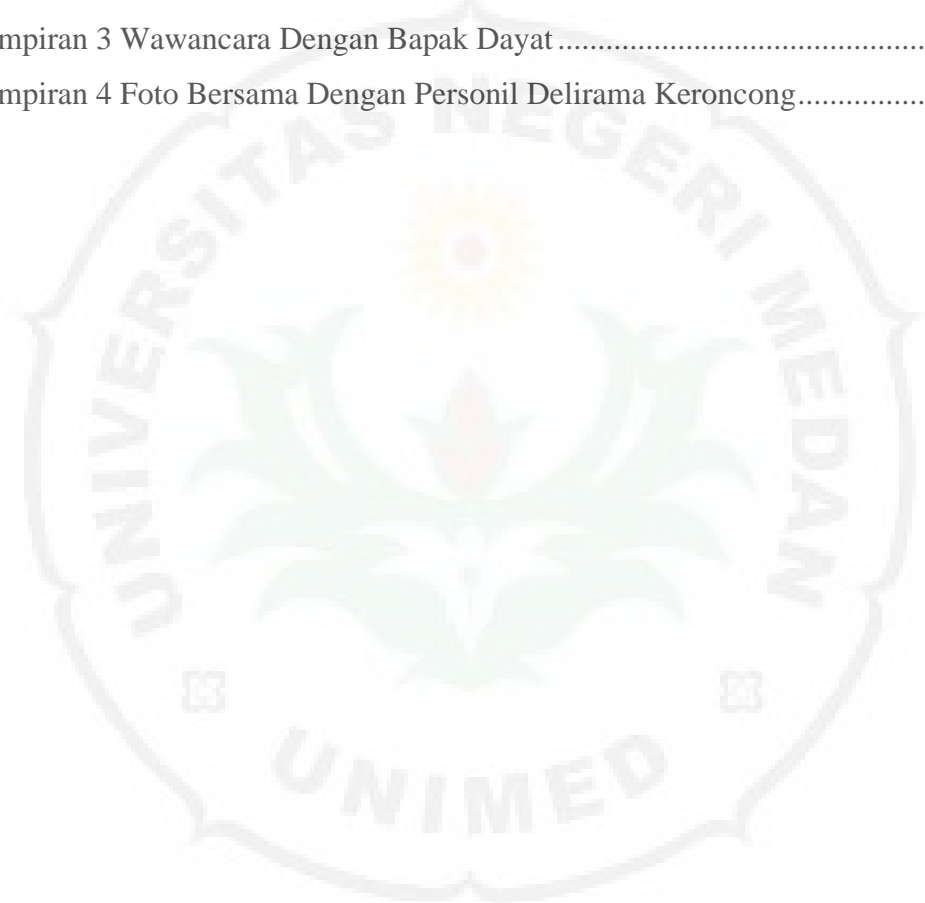 mpiran 3 Wawancara Dengan Bapak Dayat........................................
mpiran 4 Foto Bersama Dengan Personil Delirama Keroncong................
UNIVERSITAS NEGERI MEDAN
UNIMED